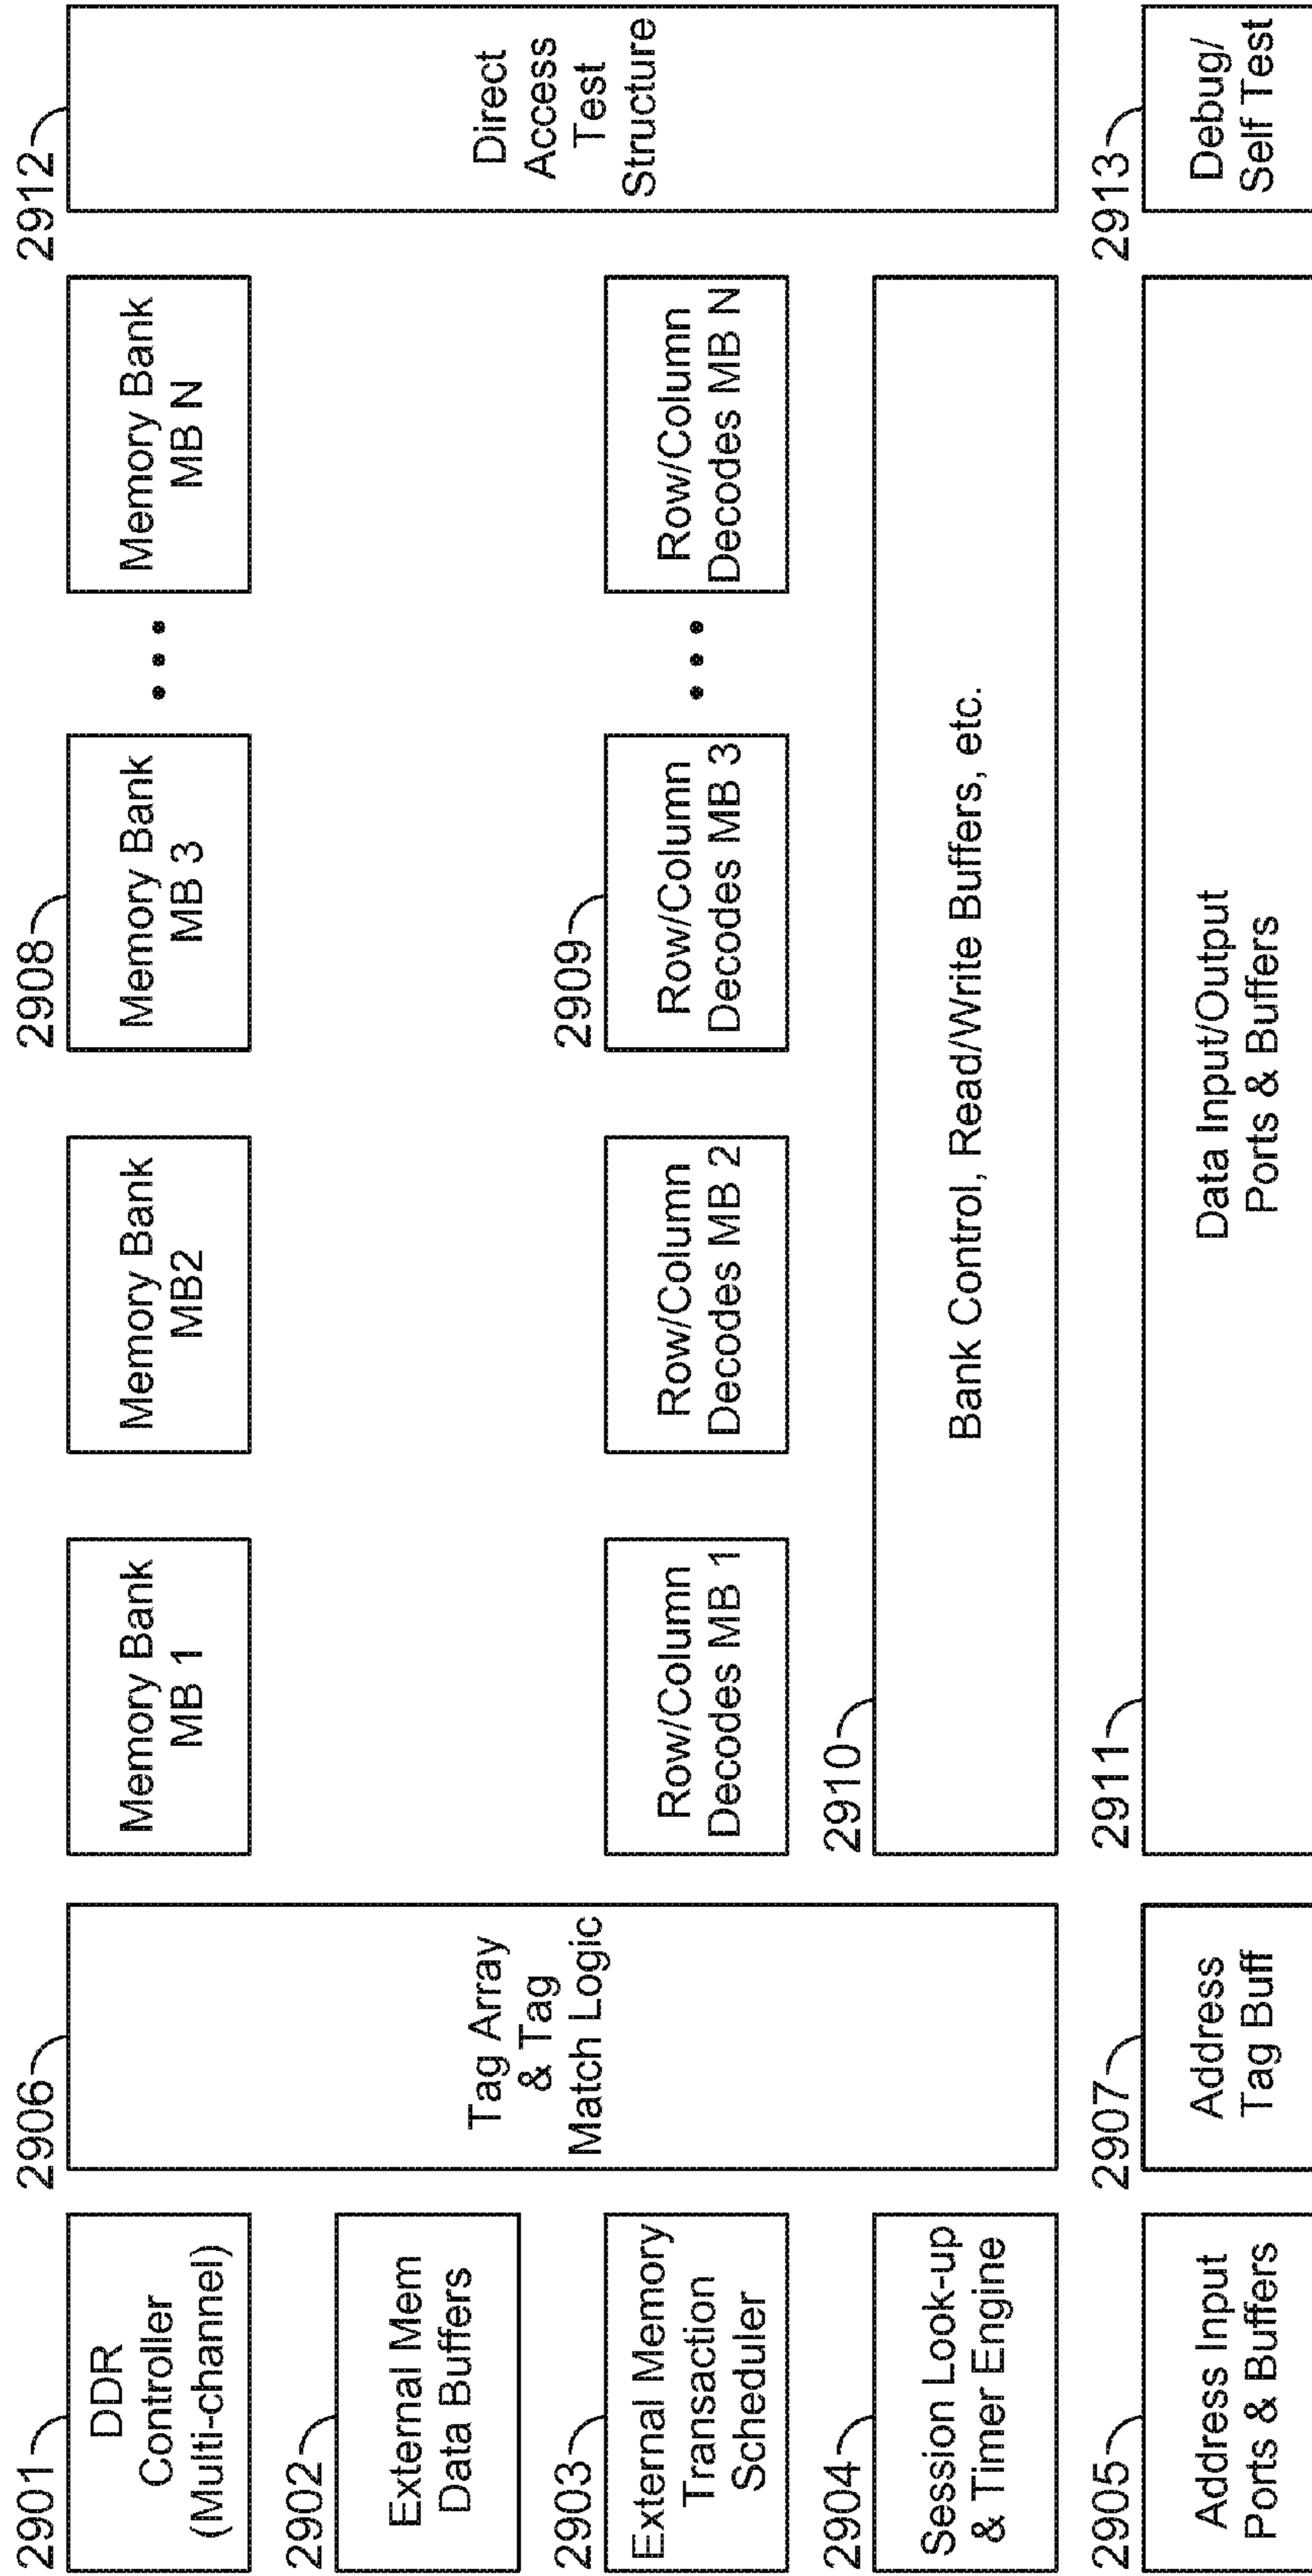 2901
DDR
Controller
(Multi-channel)
2902
External Mem
Data Buffers
2903
External Memory
Transaction
Scheduler
2904
Session Look-up
& Timer Engine
2905
Address Input
Ports & Buffers
2906
Tag Array
& Tag
Match Logic
2907
Address
Tag Buff
Memory Bank
MB 1
Memory Bank
MB2
2908
Memory Bank
MB 3
• • •
Memory Bank
MB N
Row/Column
Decodes MB 1
Row/Column
Decodes MB 2
2909
Row/Column
Decodes MB 3
• • •
Row/Column
Decodes MB N
2910
Bank Control, Read/Write Buffers, etc.
2911
Data Input/Output
Ports & Buffers
2912
Direct
Access
Test
Structure
2913
Debug/
Self Test